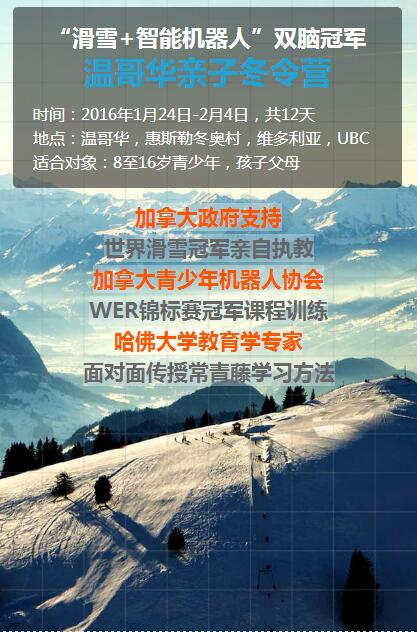 “滑雪+智能机器人”双脑冠军
温哥华亲子冬令营
时间：2016年1月24日-2月4日，共12天
地点：温哥华，惠斯勒冬奥村，维多利亚，UBC
适合对象：8至16岁青少年，孩子父母
加拿大政府支持
世界滑雪冠军亲自执教
加拿大青少年机器人协会
WER锦标赛冠军课程训练
哈佛大学教育学专家
面对面传授常青藤学习方法